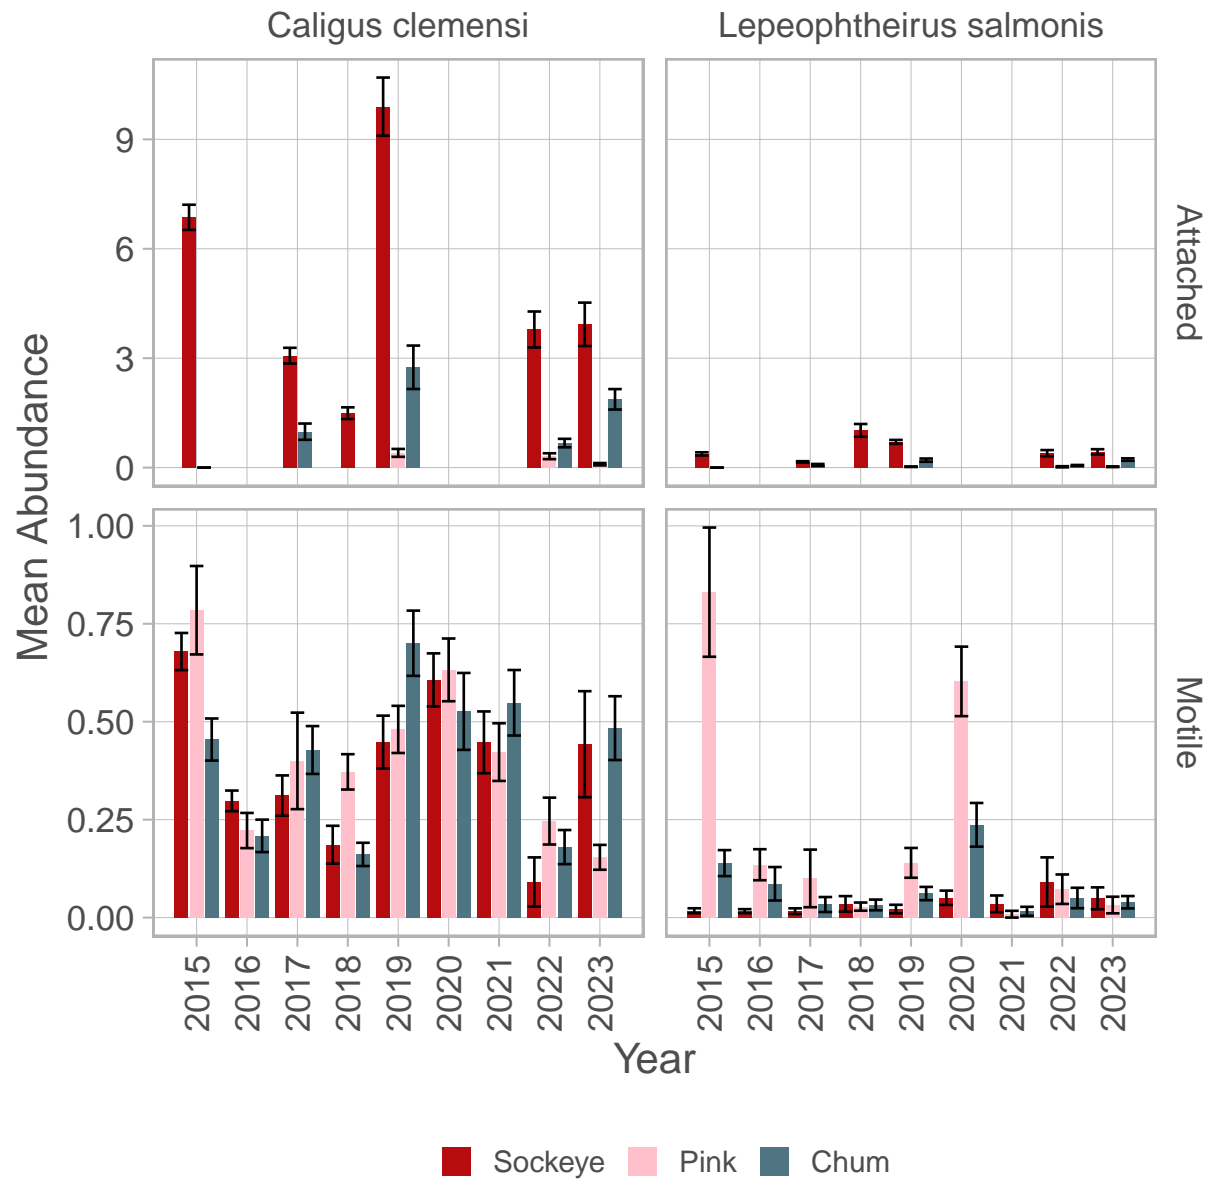 Caligus clemensi
Lepeophtheirus salmonis
Mean Abundance
9
6
3
0
Attached
1.00
0.75
0.50
0.25
0.00
Motile
2015 2016 2017 2018 2019 2020 2021 2022 2023
2015 2016 2017 2018 2019 2020 2021 2022 2023
Year
Sockeye Pink Chum